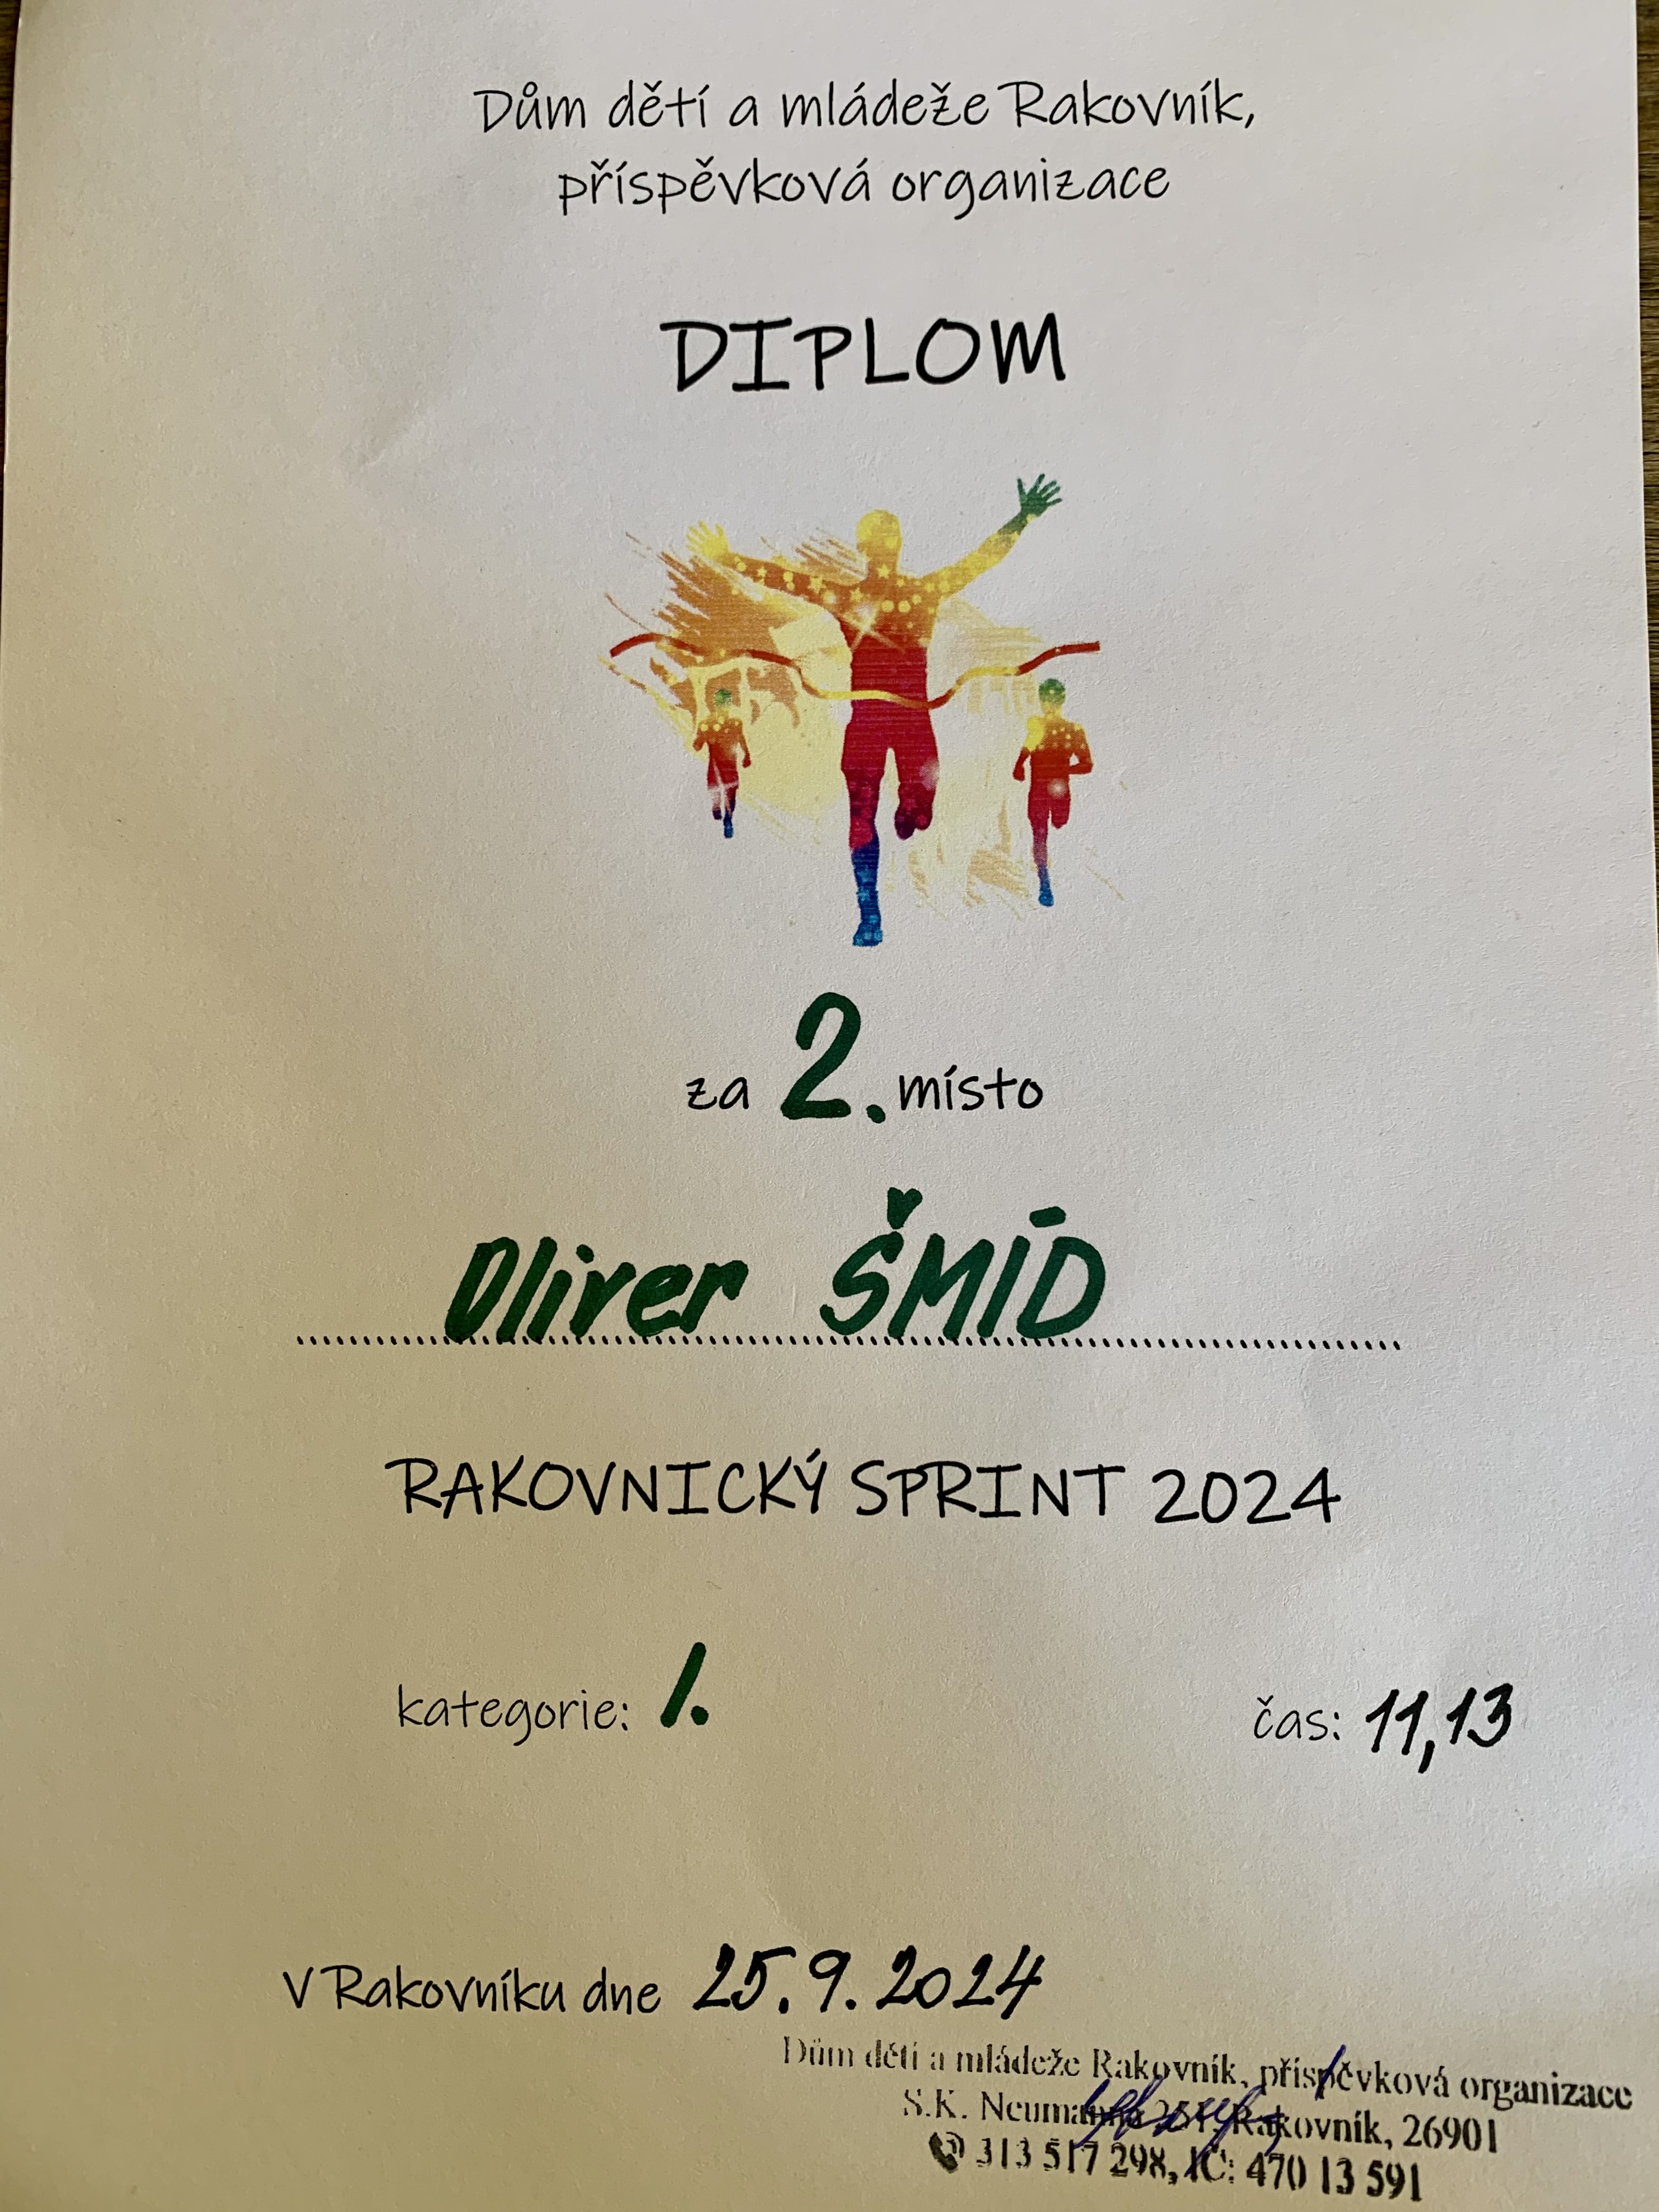 Dům dětí a mládeže Rakovník,
příspěvková organizace
DIPLOM
za 2. místo
Oliver ŠMÍD
RAKOVNICKÝ SPRINT 2024
kategorie: 1. čas: 11,13
V Rakovníku dne 25.9.2024
Dům dětí a mládeže Rakovník, příspěvková organizace
S.K. Neumanna Rakovník, 26901
313 517 298, IČ: 470 13 591